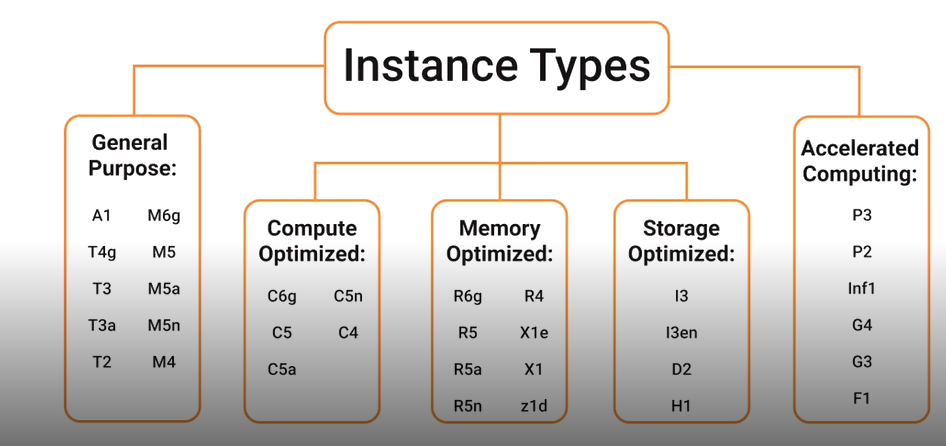 Instance Types
General
Purpose:
A1 M6g
T4g M5
T3 M5a
T3a M5n
T2 M4
Compute
Optimized:
C6g C5n
C5 C4
C5a
Memory
Optimized:
R6g R4
R5 X1e
R5a X1
R5n z1d
Storage
Optimized:
I3
I3en
D2
H1
Accelerated
Computing:
P3
P2
Inf1
G4
G3
F1